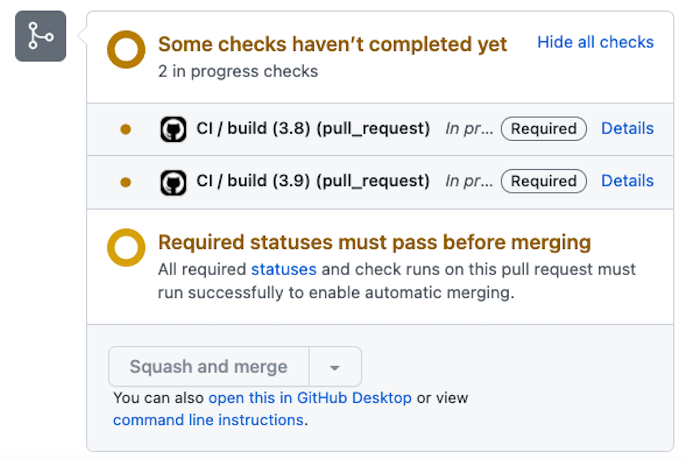 Some checks haven’t completed yet
Hide all checks
2 in progress checks
CI / build (3.8) (pull_request) In pr... Required Details
CI / build (3.9) (pull_request) In pr... Required Details
Required statuses must pass before merging
All required statuses and check runs on this pull request must
run successfully to enable automatic merging.
Squash and merge
You can also open this in GitHub Desktop or view
command line instructions.